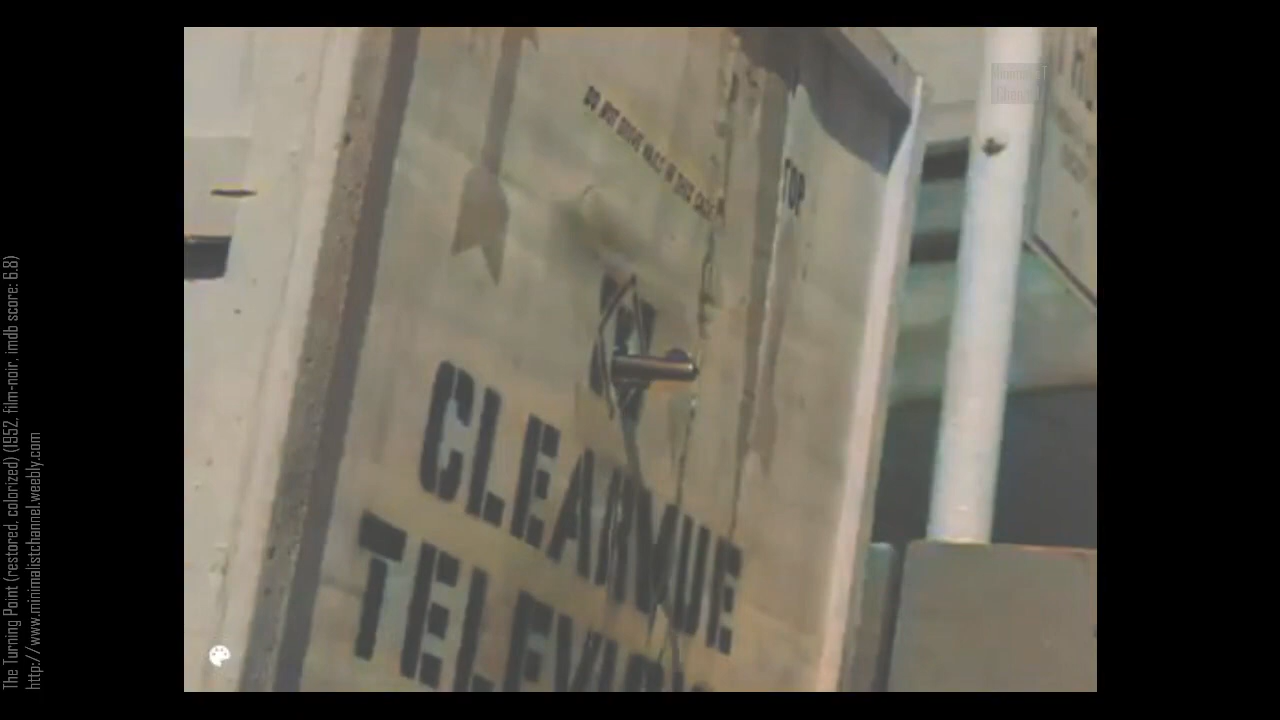 The Turning Point (restored, colorized) (1952, film-noir, imdb score: 6.8)
http://www.minimalistchannel.weebly.com
DO NOT DRIVE NAILS IN THIS CASE
TOP
CLEARVUE